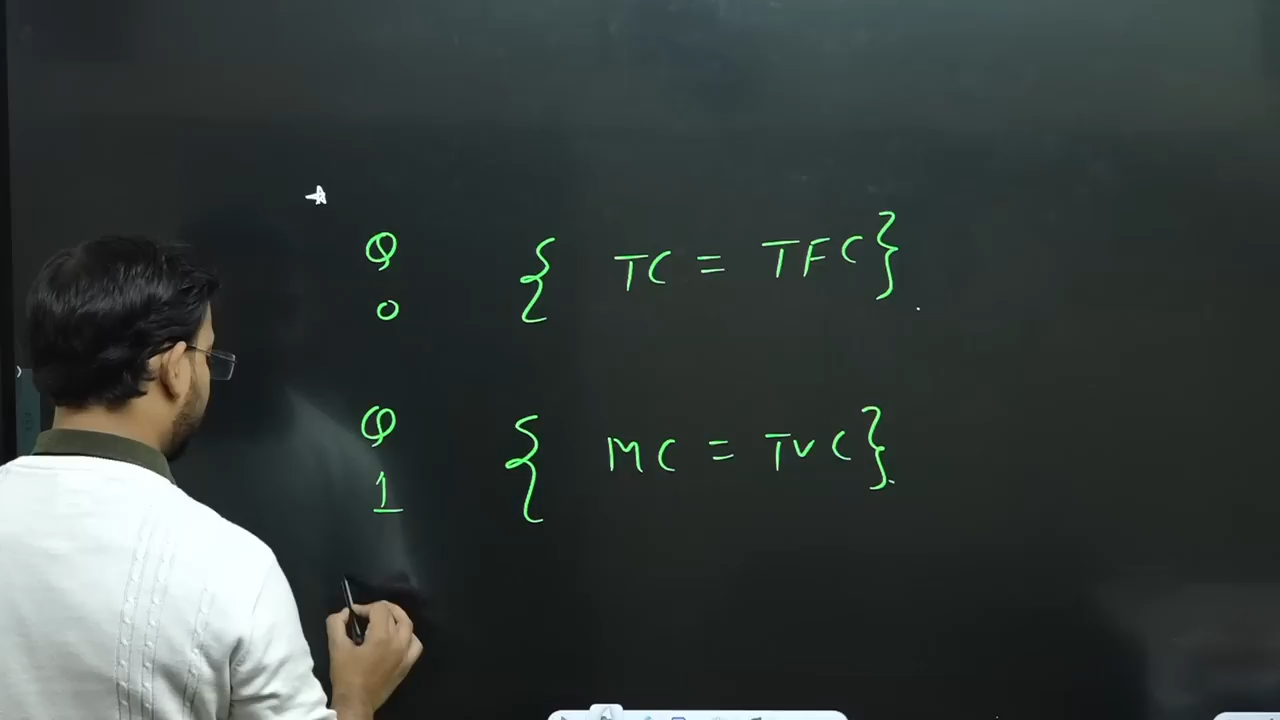 Q { TC = TFC }
0
Q { MC = TVC }
1